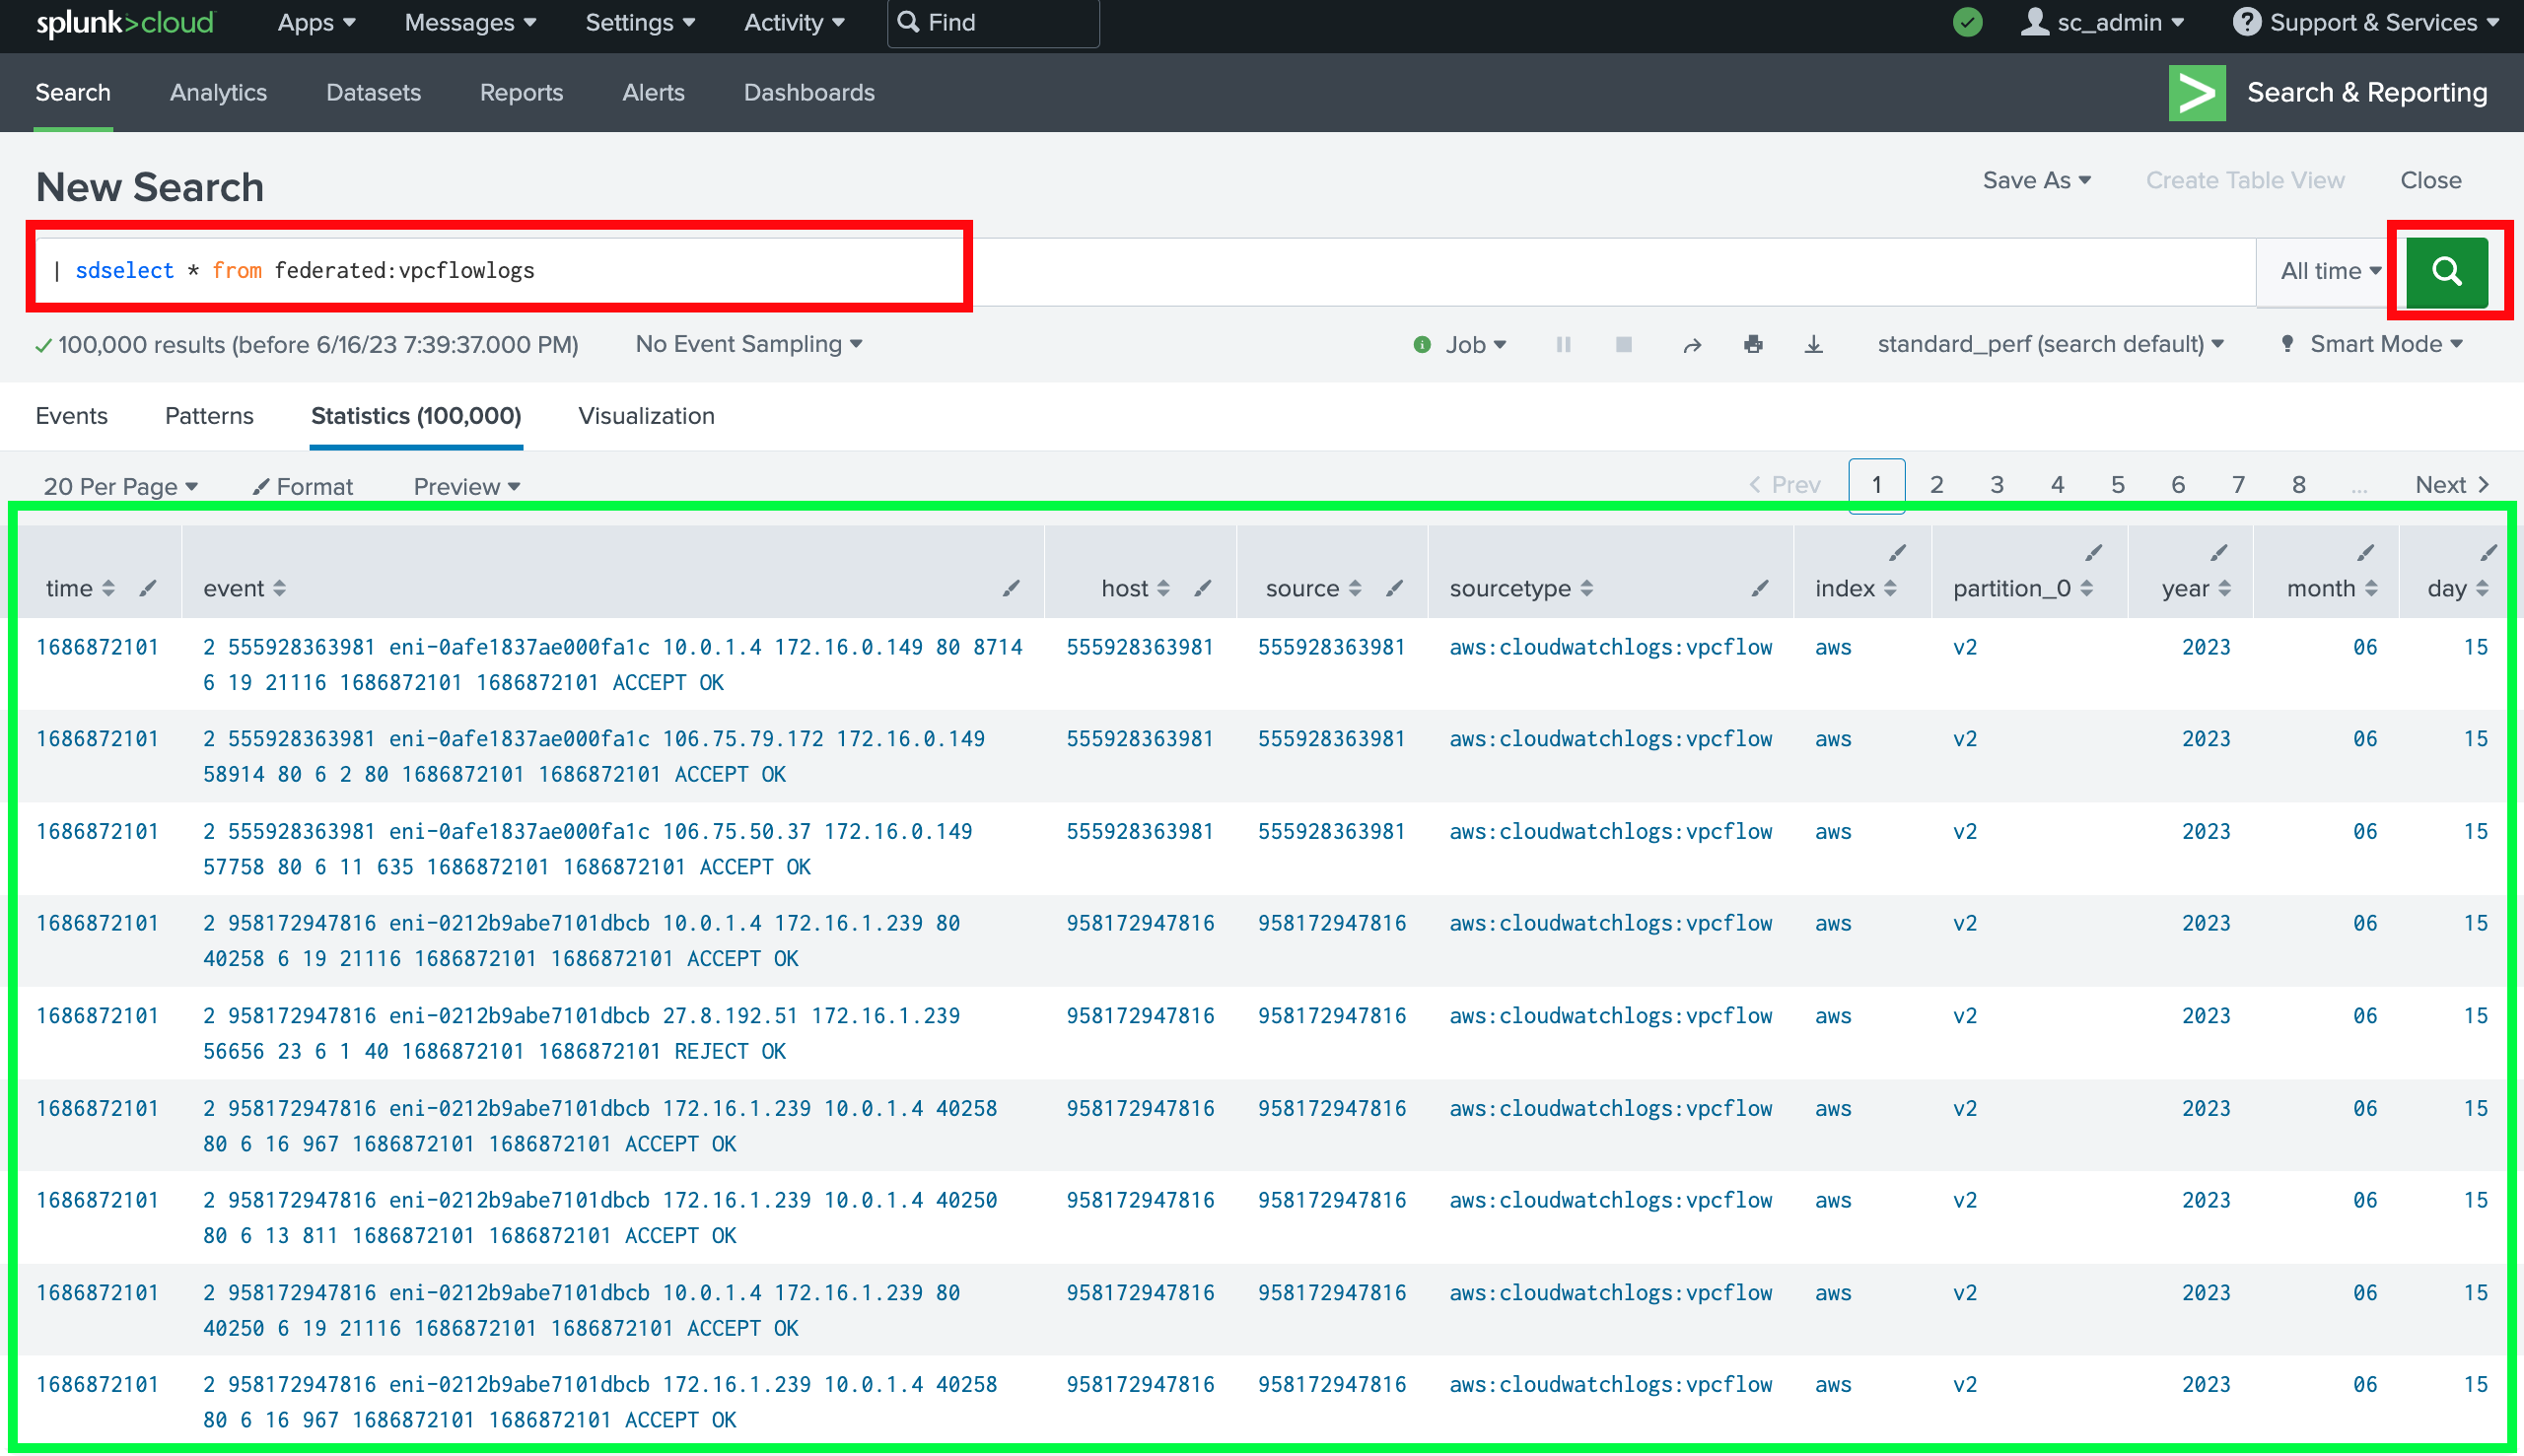 splunk>cloud Apps Messages Settings Activity Find sc_admin Support & Services
Search Analytics Datasets Reports Alerts Dashboards Search & Reporting
New Search Save As Create Table View Close
| sdselect * from federated:vpcflowlogs All time
100,000 results (before 6/16/23 7:39:37.000 PM) No Event Sampling Job standard_perf (search default) Smart Mode
Events Patterns Statistics (100,000) Visualization
20 Per Page Format Preview Prev 1 2 3 4 5 6 7 8 ... Next
time event host source sourcetype index partition_0 year month day
1686872101 2 555928363981 eni-0afe1837ae000fa1c 10.0.1.4 172.16.0.149 80 8714 555928363981 555928363981 aws:cloudwatchlogs:vpcflow aws v2 2023 06 15
6 19 21116 1686872101 1686872101 ACCEPT OK
1686872101 2 555928363981 eni-0afe1837ae000fa1c 106.75.79.172 172.16.0.149 555928363981 555928363981 aws:cloudwatchlogs:vpcflow aws v2 2023 06 15
58914 80 6 2 80 1686872101 1686872101 ACCEPT OK
1686872101 2 555928363981 eni-0afe1837ae000fa1c 106.75.50.37 172.16.0.149 555928363981 555928363981 aws:cloudwatchlogs:vpcflow aws v2 2023 06 15
57758 80 6 11 635 1686872101 1686872101 ACCEPT OK
1686872101 2 958172947816 eni-0212b9abe7101dbcb 10.0.1.4 172.16.1.239 80 958172947816 958172947816 aws:cloudwatchlogs:vpcflow aws v2 2023 06 15
40258 6 19 21116 1686872101 1686872101 ACCEPT OK
1686872101 2 958172947816 eni-0212b9abe7101dbcb 27.8.192.51 172.16.1.239 958172947816 958172947816 aws:cloudwatchlogs:vpcflow aws v2 2023 06 15
56656 23 6 1 40 1686872101 1686872101 REJECT OK
1686872101 2 958172947816 eni-0212b9abe7101dbcb 172.16.1.239 10.0.1.4 40258 958172947816 958172947816 aws:cloudwatchlogs:vpcflow aws v2 2023 06 15
80 6 16 967 1686872101 1686872101 ACCEPT OK
1686872101 2 958172947816 eni-0212b9abe7101dbcb 172.16.1.239 10.0.1.4 40250 958172947816 958172947816 aws:cloudwatchlogs:vpcflow aws v2 2023 06 15
80 6 13 811 1686872101 1686872101 ACCEPT OK
1686872101 2 958172947816 eni-0212b9abe7101dbcb 10.0.1.4 172.16.1.239 80 958172947816 958172947816 aws:cloudwatchlogs:vpcflow aws v2 2023 06 15
40250 6 19 21116 1686872101 1686872101 ACCEPT OK
1686872101 2 958172947816 eni-0212b9abe7101dbcb 172.16.1.239 10.0.1.4 40258 958172947816 958172947816 aws:cloudwatchlogs:vpcflow aws v2 2023 06 15
80 6 16 967 1686872101 1686872101 ACCEPT OK